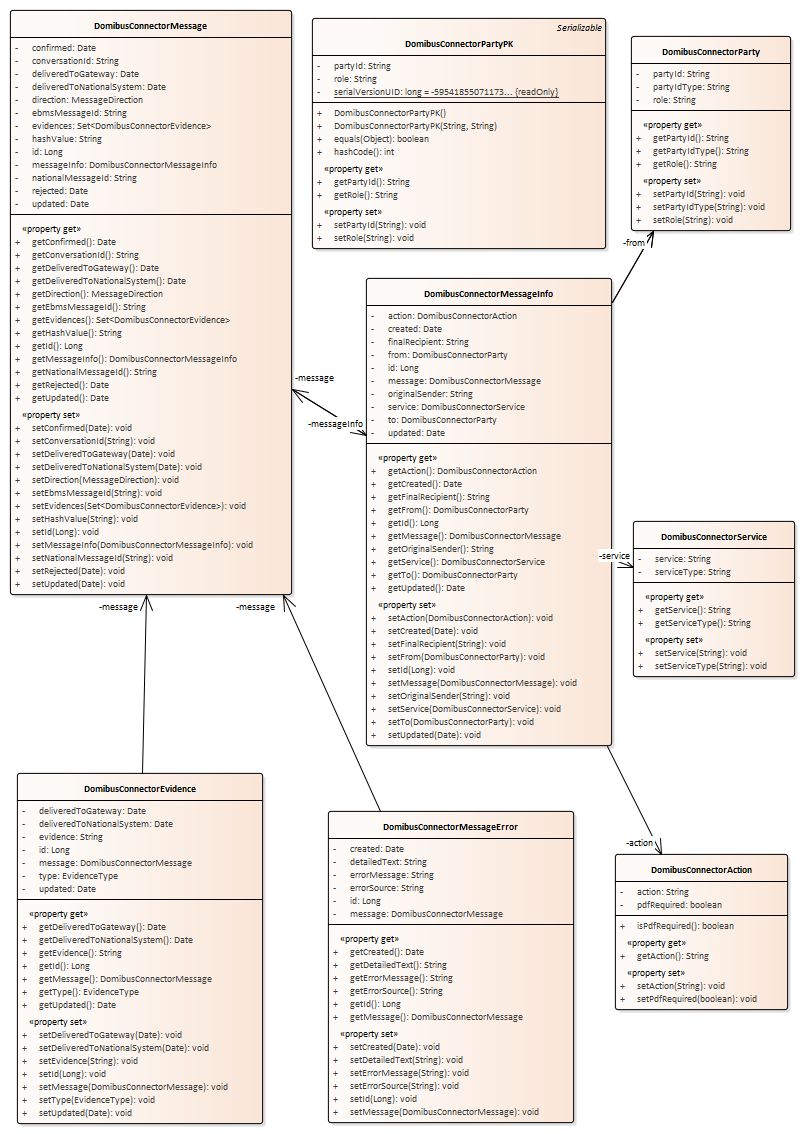 DomibusConnectorMessage
- confirmed: Date
- conversationId: String
- deliveredToGateway: Date
- deliveredToNationalSystem: Date
- direction: MessageDirection
- ebmsMessageId: String
- evidences: Set<DomibusConnectorEvidence>
- hashValue: String
- id: Long
- messageInfo: DomibusConnectorMessageInfo
- nationalMessageId: String
- rejected: Date
- updated: Date
«property get»
+ getConfirmed(): Date
+ getConversationId(): String
+ getDeliveredToGateway(): Date
+ getDeliveredToNationalSystem(): Date
+ getDirection(): MessageDirection
+ getEbmsMessageId(): String
+ getEvidences(): Set<DomibusConnectorEvidence>
+ getHashValue(): String
+ getId(): Long
+ getMessageInfo(): DomibusConnectorMessageInfo
+ getNationalMessageId(): String
+ getRejected(): Date
+ getUpdated(): Date
«property set»
+ setConfirmed(Date): void
+ setConversationId(String): void
+ setDeliveredToGateway(Date): void
+ setDeliveredToNationalSystem(Date): void
+ setDirection(MessageDirection): void
+ setEbmsMessageId(String): void
+ setEvidences(Set<DomibusConnectorEvidence>): void
+ setHashValue(String): void
+ setId(Long): void
+ setMessageInfo(DomibusConnectorMessageInfo): void
+ setNationalMessageId(String): void
+ setRejected(Date): void
+ setUpdated(Date): void
Serializable
DomibusConnectorPartyPK
- partyId: String
- role: String
- serialVersionUID: long = -59541855071173... {readOnly}
+ DomibusConnectorPartyPK()
+ DomibusConnectorPartyPK(String, String)
+ equals(Object): boolean
+ hashCode(): int
«property get»
+ getPartyId(): String
+ getRole(): String
«property set»
+ setPartyId(String): void
+ setRole(String): void
DomibusConnectorParty
- partyId: String
- partyIdType: String
- role: String
«property get»
+ getPartyId(): String
+ getPartyIdType(): String
+ getRole(): String
«property set»
+ setPartyId(String): void
+ setPartyIdType(String): void
+ setRole(String): void
-from
DomibusConnectorMessageInfo
- action: DomibusConnectorAction
- created: Date
- finalRecipient: String
- from: DomibusConnectorParty
- id: Long
- message: DomibusConnectorMessage
- originalSender: String
- service: DomibusConnectorService
- to: DomibusConnectorParty
- updated: Date
«property get»
+ getAction(): DomibusConnectorAction
+ getCreated(): Date
+ getFinalRecipient(): String
+ getFrom(): DomibusConnectorParty
+ getId(): Long
+ getMessage(): DomibusConnectorMessage
+ getOriginalSender(): String
+ getService(): DomibusConnectorService
+ getTo(): DomibusConnectorParty
+ getUpdated(): Date
«property set»
+ setAction(DomibusConnectorAction): void
+ setCreated(Date): void
+ setFinalRecipient(String): void
+ setFrom(DomibusConnectorParty): void
+ setId(Long): void
+ setMessage(DomibusConnectorMessage): void
+ setOriginalSender(String): void
+ setService(DomibusConnectorService): void
+ setTo(DomibusConnectorParty): void
+ setUpdated(Date): void
-message
-messageInfo
-service
DomibusConnectorService
- service: String
- serviceType: String
«property get»
+ getService(): String
+ getServiceType(): String
«property set»
+ setService(String): void
+ setServiceType(String): void
-message
-message
DomibusConnectorEvidence
- deliveredToGateway: Date
- deliveredToNationalSystem: Date
- evidence: String
- id: Long
- message: DomibusConnectorMessage
- type: EvidenceType
- updated: Date
«property get»
+ getDeliveredToGateway(): Date
+ getDeliveredToNationalSystem(): Date
+ getEvidence(): String
+ getId(): Long
+ getMessage(): DomibusConnectorMessage
+ getType(): EvidenceType
+ getUpdated(): Date
«property set»
+ setDeliveredToGateway(Date): void
+ setDeliveredToNationalSystem(Date): void
+ setEvidence(String): void
+ setId(Long): void
+ setMessage(DomibusConnectorMessage): void
+ setType(EvidenceType): void
+ setUpdated(Date): void
DomibusConnectorMessageError
- created: Date
- detailedText: String
- errorMessage: String
- errorSource: String
- id: Long
- message: DomibusConnectorMessage
«property get»
+ getCreated(): Date
+ getDetailedText(): String
+ getErrorMessage(): String
+ getErrorSource(): String
+ getId(): Long
+ getMessage(): DomibusConnectorMessage
«property set»
+ setCreated(Date): void
+ setDetailedText(String): void
+ setErrorMessage(String): void
+ setErrorSource(String): void
+ setId(Long): void
+ setMessage(DomibusConnectorMessage): void
-action
DomibusConnectorAction
- action: String
- pdfRequired: boolean
+ isPdfRequired(): boolean
«property get»
+ getAction(): String
«property set»
+ setAction(String): void
+ setPdfRequired(boolean): void